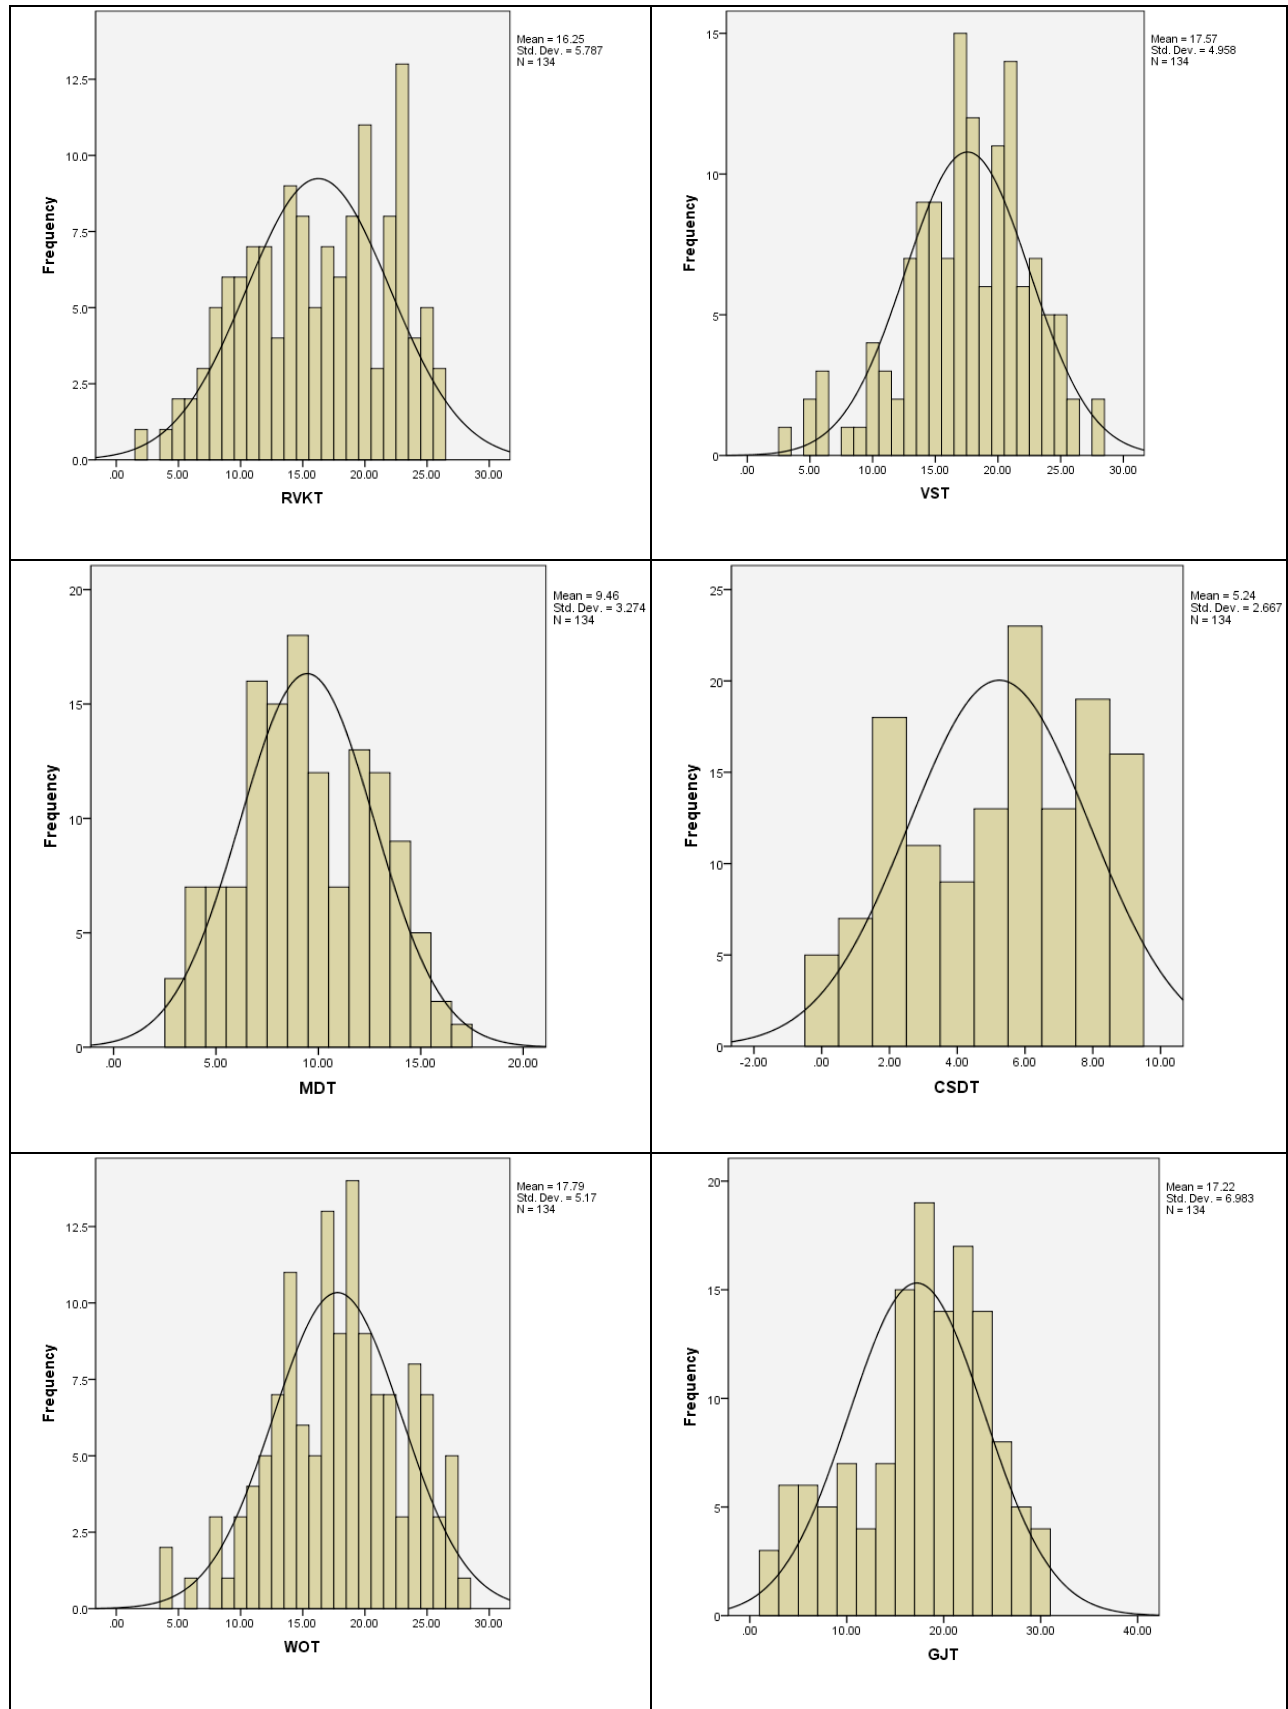 Mean = 16.25
Std. Dev. = 5.787
N = 134
12.5
10.0
7.5
5.0
2.5
0.0
Frequency
.00 5.00 10.00 15.00 20.00 25.00 30.00
RVKT
Mean = 17.57
Std. Dev. = 4.958
N = 134
15
10
5
0
Frequency
.00 5.00 10.00 15.00 20.00 25.00 30.00
VST
Mean = 9.46
Std. Dev. = 3.274
N = 134
20
15
10
5
0
Frequency
.00 5.00 10.00 15.00 20.00
MDT
Mean = 5.24
Std. Dev. = 2.667
N = 134
25
20
15
10
5
0
Frequency
-2.00 .00 2.00 4.00 6.00 8.00 10.00
CSDT
Mean = 17.79
Std. Dev. = 5.17
N = 134
12.5
10.0
7.5
5.0
2.5
0.0
Frequency
.00 5.00 10.00 15.00 20.00 25.00 30.00
WOT
Mean = 17.22
Std. Dev. = 6.983
N = 134
20
15
10
5
0
Frequency
.00 10.00 20.00 30.00 40.00
GJT